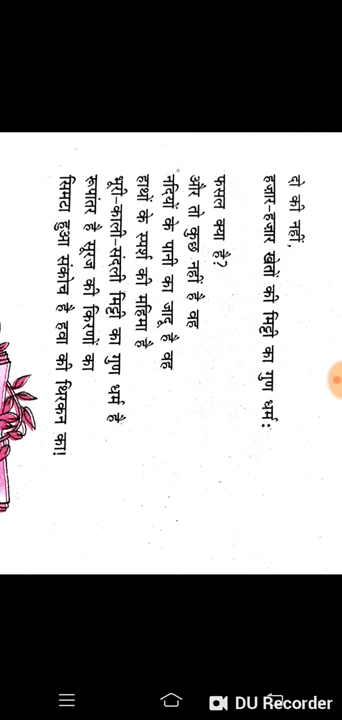 दो की नहीं,
हजार-हजार खेतों की मिट्टी का गुण धर्म:
फसल क्या है?
और तो कुछ नहीं है वह
नदियों के पानी का जादू है वह
हाथों के स्पर्श की महिमा है
भूरी-काली-संदली मिट्टी का गुण धर्म है
रूपांतर है सूरज की किरणों का
सिमटा हुआ संकोच है हवा की थिरकन का!
DU Recorder